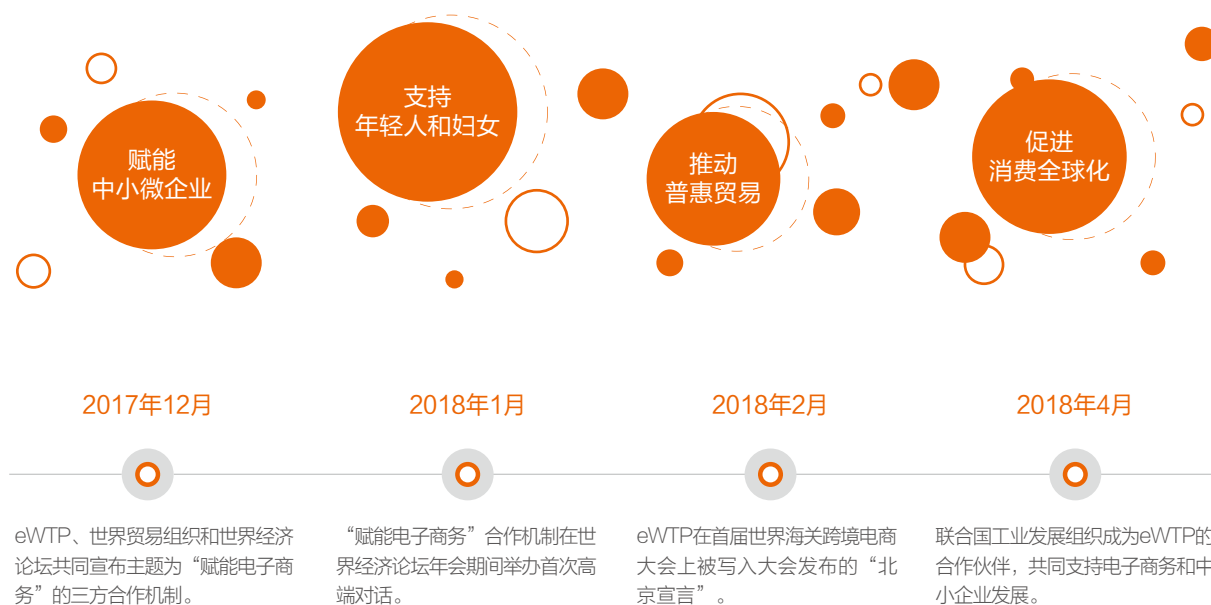 赋能
中小微企业
支持
年轻人和妇女
推动
普惠贸易
促进
消费全球化
2017年12月
2018年1月
2018年2月
2018年4月
eWTP、世界贸易组织和世界经济
论坛共同宣布主题为“赋能电子商
务”的三方合作机制。
“赋能电子商务”合作机制在世
界经济论坛年会期间举办首次高
端对话。
eWTP在首届世界海关跨境电商
大会上被写入大会发布的“北
京宣言”。
联合国工业发展组织成为eWTP的
合作伙伴，共同支持电子商务和中
小企业发展。